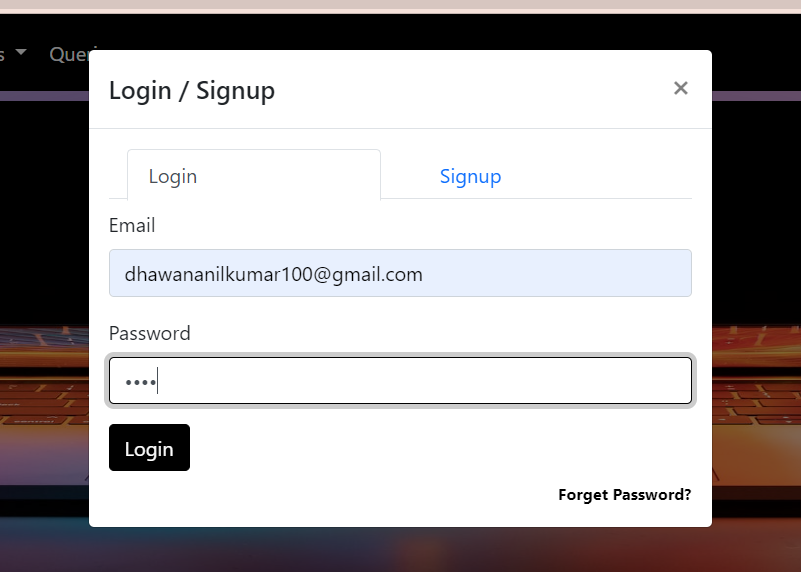 Login / Signup
×
Login
Signup
Email
dhawananilkumar100@gmail.com
Password
••••
Login
Forget Password?